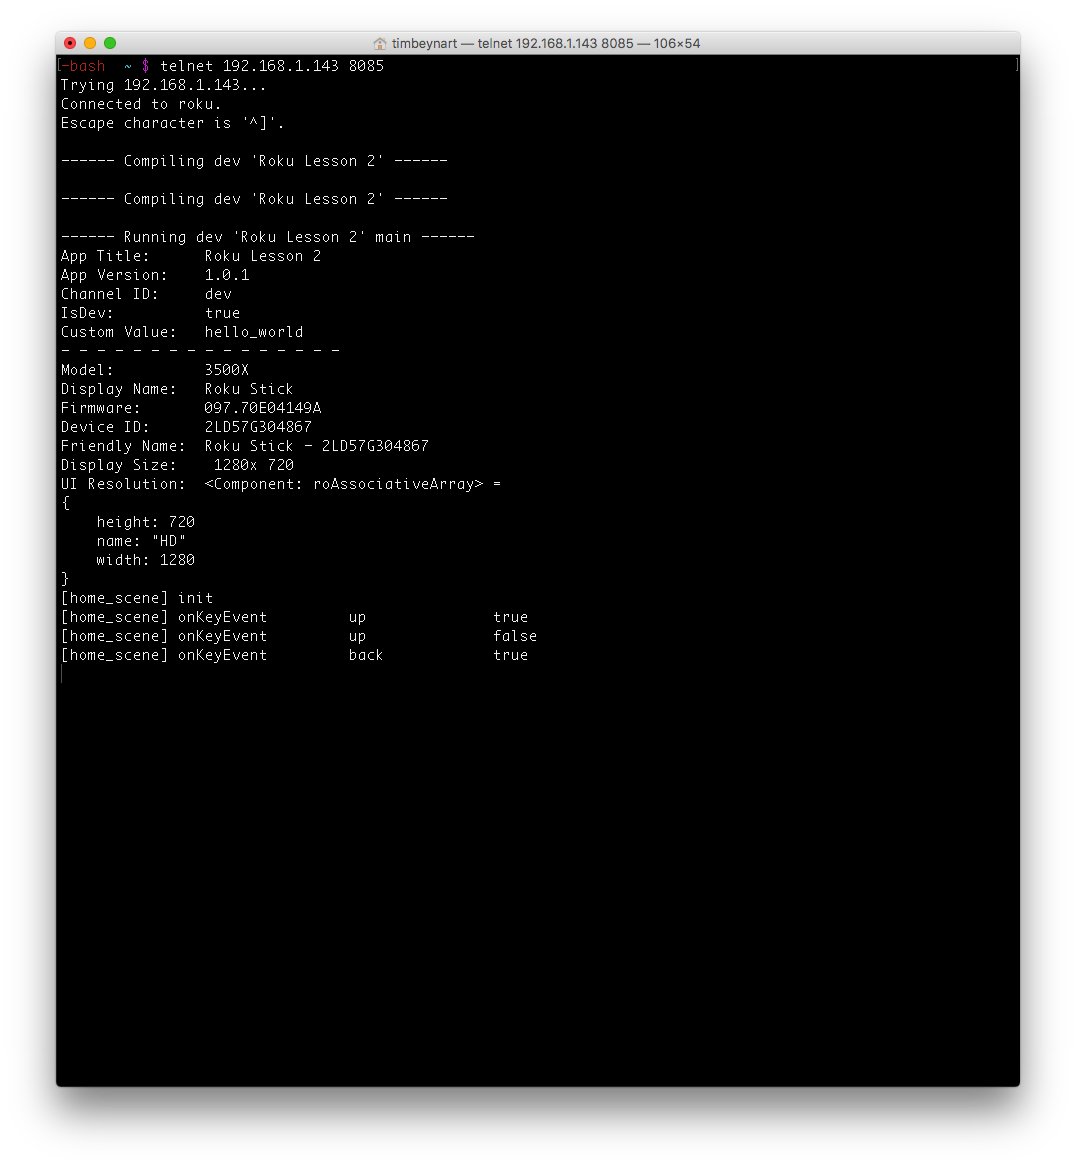 timbeynart — telnet 192.168.1.143 8085 — 106×54
[-bash  ~ $ telnet 192.168.1.143 8085 ]
Trying 192.168.1.143...
Connected to roku.
Escape character is '^]'.
------ Compiling dev 'Roku Lesson 2' ------
------ Compiling dev 'Roku Lesson 2' ------
------ Running dev 'Roku Lesson 2' main ------
App Title:      Roku Lesson 2
App Version:    1.0.1
Channel ID:     dev
IsDev:          true
Custom Value:   hello_world
- - - - - - - - - - - - - - - -
Model:          3500X
Display Name:   Roku Stick
Firmware:       097.70E04149A
Device ID:      2LD57G304867
Friendly Name:  Roku Stick - 2LD57G304867
Display Size:    1280x 720
UI Resolution:  <Component: roAssociativeArray> =
{
    height: 720
    name: "HD"
    width: 1280
}
[home_scene] init
[home_scene] onKeyEvent         up              true
[home_scene] onKeyEvent         up              false
[home_scene] onKeyEvent         back            true